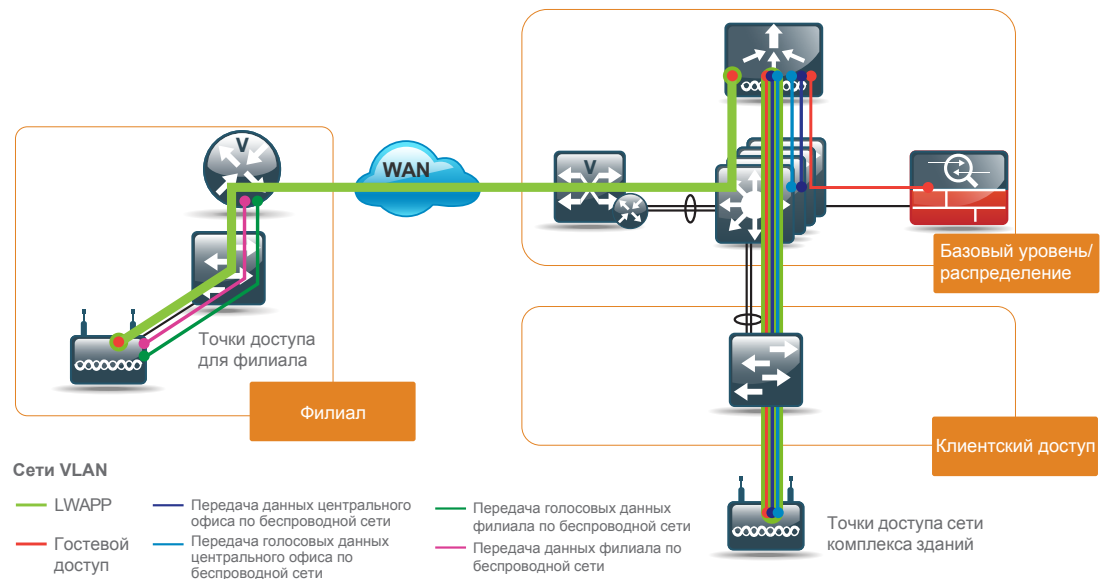 V
WAN
V
Базовый уровень/
распределение
Точки доступа
для филиала
Филиал
Клиентский доступ
Сети VLAN
LWAPP
Гостевой
доступ
Передача данных центрального
офиса по беспроводной сети
Передача голосовых данных
центрального офиса по
беспроводной сети
Передача голосовых данных
филиала по беспроводной сети
Передача данных филиала по
беспроводной сети
Точки доступа сети
комплекса зданий